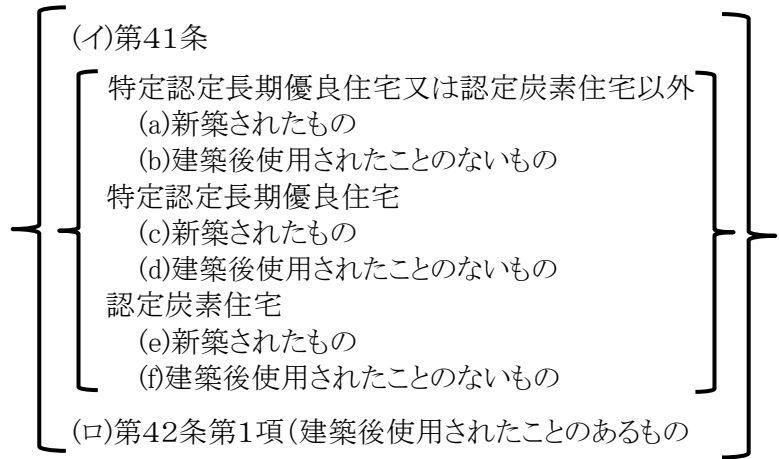 (イ)第41条
特定認定長期優良住宅又は認定炭素住宅以外
(a)新築されたもの
(b)建築後使用されたことのないもの
特定認定長期優良住宅
(c)新築されたもの
(d)建築後使用されたことのないもの
認定炭素住宅
(e)新築されたもの
(f)建築後使用されたことのないもの
(ロ)第42条第1項(建築後使用されたことのあるもの